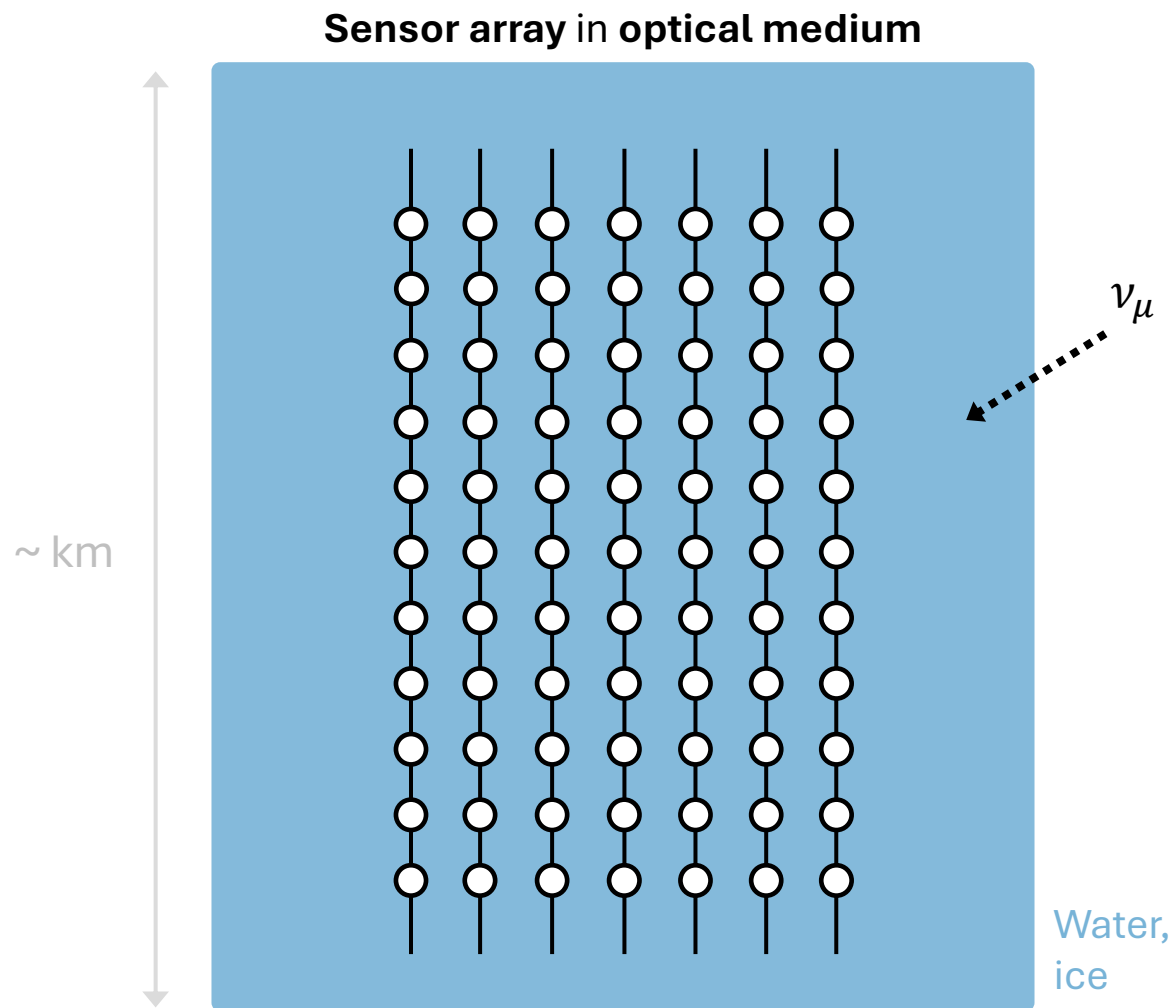 Sensor array in optical medium
ν_μ
~ km
Water,
ice